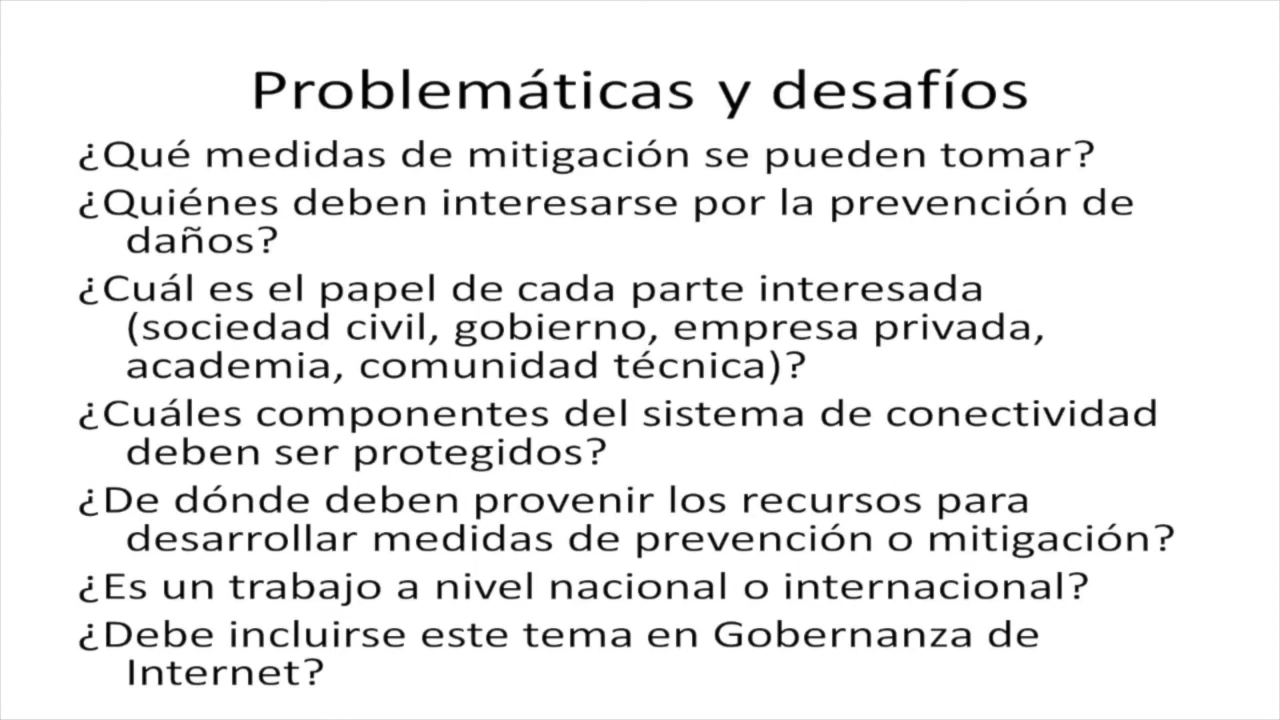 Problemáticas y desafíos
¿Qué medidas de mitigación se pueden tomar?
¿Quiénes deben interesarse por la prevención de
daños?
¿Cuál es el papel de cada parte interesada
(sociedad civil, gobierno, empresa privada,
academia, comunidad técnica)?
¿Cuáles componentes del sistema de conectividad
deben ser protegidos?
¿De dónde deben provenir los recursos para
desarrollar medidas de prevención o mitigación?
¿Es un trabajo a nivel nacional o internacional?
¿Debe incluirse este tema en Gobernanza de
Internet?